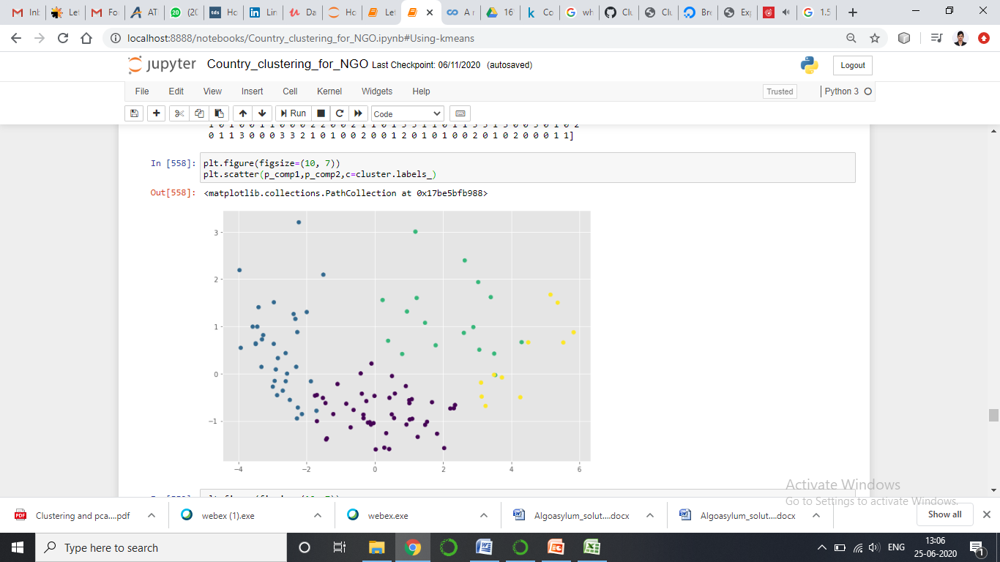 Inb
Let
Fo
AT
20
(20
tds
Ho
Lin
Da
Ho
Let
A r
16
Co
wh
Clu
Clu
Bre
Exp
1.5
localhost:8888/notebooks/Country_clustering_for_NGO.ipynb#Using-kmeans
jupyter Country_clustering_for_NGO Last Checkpoint: 06/11/2020 (autosaved)
Logout
File Edit View Insert Cell Kernel Widgets Help
Trusted
Python 3
Run
Code
0 1 1 3 0 0 0 3 3 2 1 0 1 0 0 2 0 0 1 2 0 1 0 1 0 0 2 0 1 0 2 0 0 0 1 1]
In [558]: plt.figure(figsize=(10, 7))
plt.scatter(p_comp1,p_comp2,c=cluster.labels_)
Out[558]: <matplotlib.collections.PathCollection at 0x17be5bfb988>
3
2
1
0
−1
−4 −2 0 2 4 6
Activate Windows
Go to Settings to activate Windows.
PDF Clustering and pca....pdf
webex (1).exe
webex.exe
Algoasylum_solut....docx
Algoasylum_solut....docx
Show all
Type here to search
ENG
13:06
25-06-2020
1